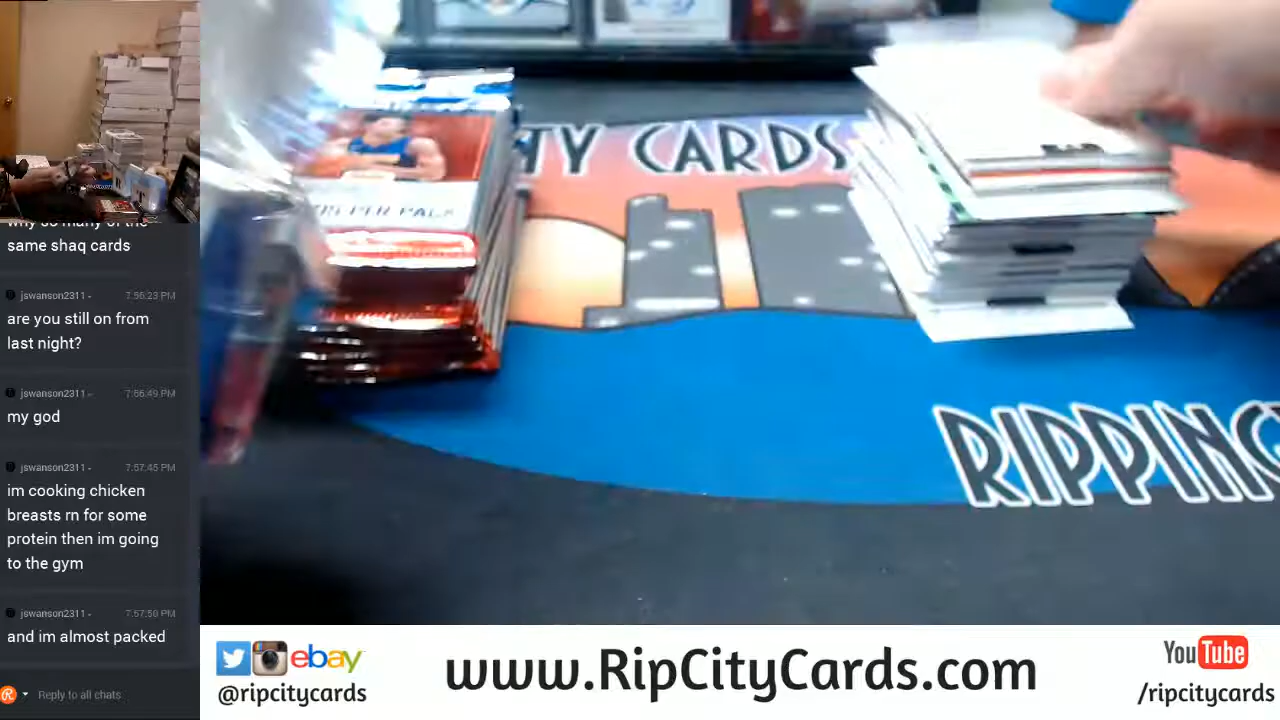 same shaq cards
jswanson2311 - 7:56:23 PM
are you still on from
last night?
jswanson2311 - 7:56:49 PM
my god
jswanson2311 - 7:57:45 PM
im cooking chicken
breasts rn for some
protein then im going
to the gym
jswanson2311 - 7:57:50 PM
and im almost packed
Reply to all chats
TY CARDS
PER PACK
RIPPING
ebay
@ripcitycards
www.RipCityCards.com
YouTube
/ripcitycards